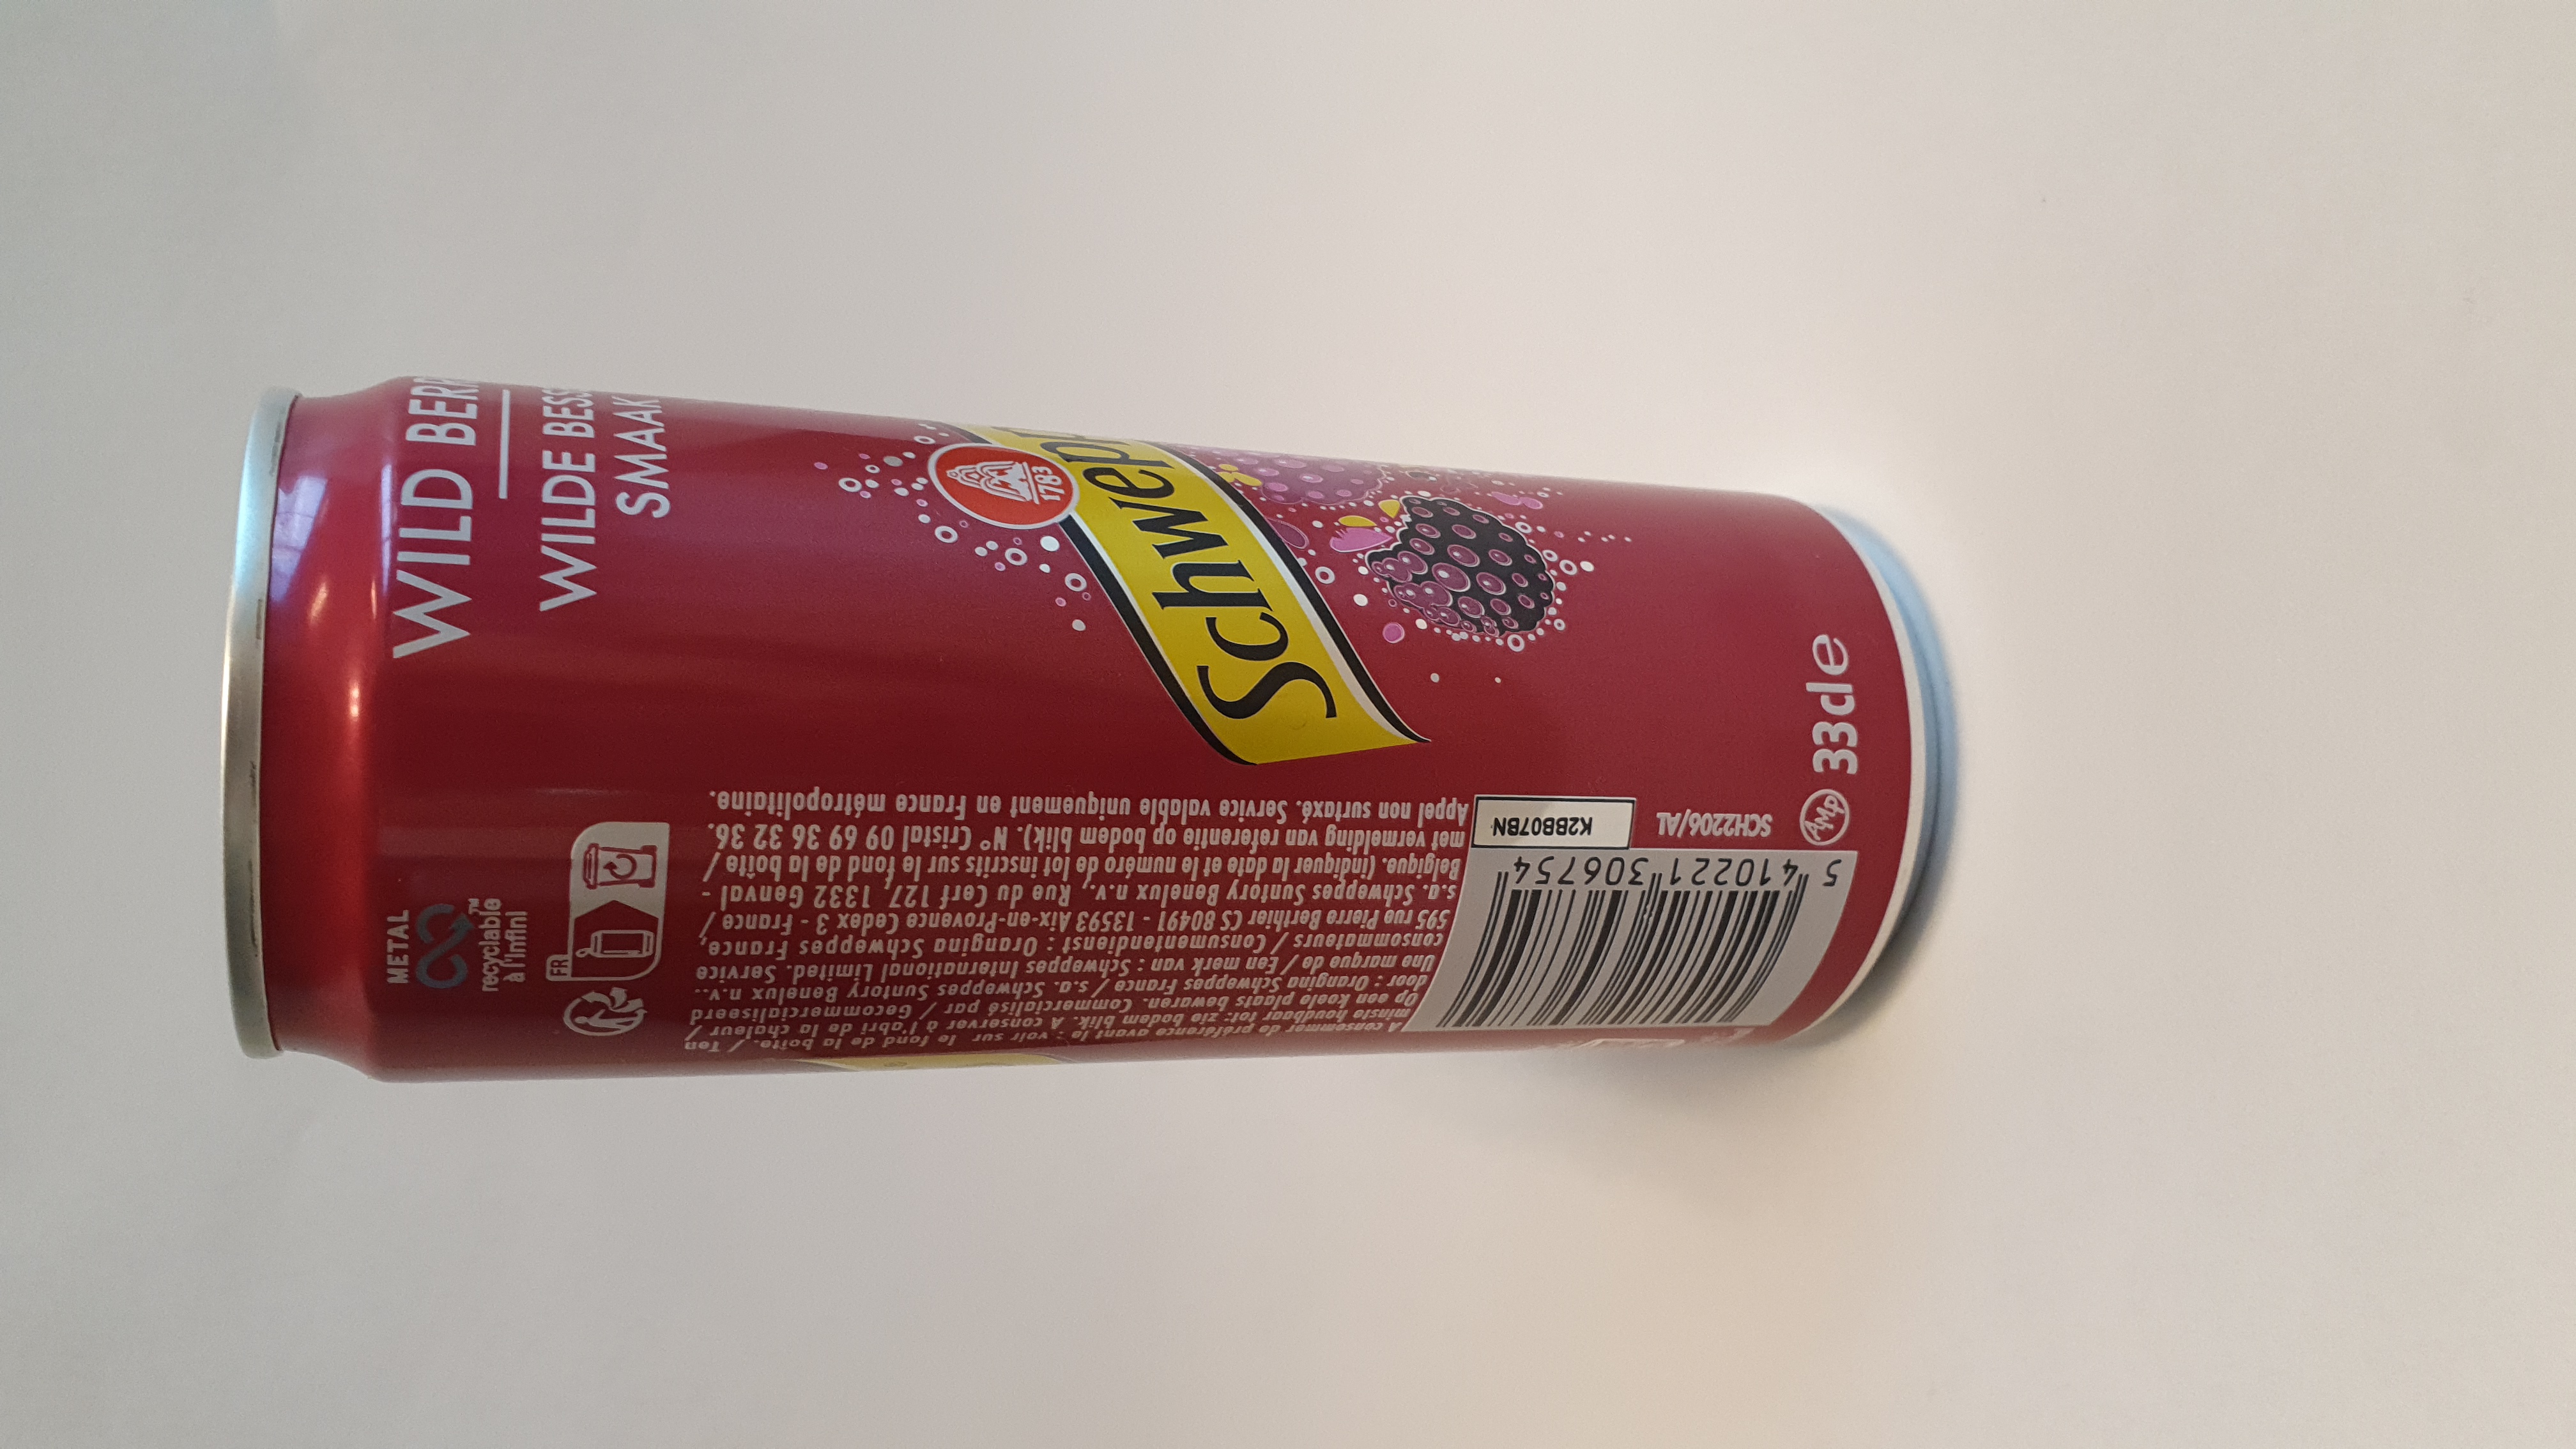 METAL
recyclable™
à l'infini
FR
WILD BERR
WILDE BESS
SMAAK
1783
Schwepp
A consommer de préférence avant le : voir sur le fond de la boîte. / Ten
minste houdbaar tot: zie bodem blik. A conserver à l'abri de la chaleur /
Op een koele plaats bewaren. Commercialisé par / Gecommercialiseerd
door : Orangina Schweppes France / s.a. Schweppes Suntory Benelux n.v..
Une marque de / Een merk van : Schweppes International Limited. Service
consommateurs / Consumentendienst : Orangina Schweppes France,
595 rue Pierre Berthier CS 80491 - 13593 Aix-en-Provence Cedex 3 - France /
s.a. Schweppes Suntory Benelux n.v. Rue du Cerf 127, 1332 Genval -
Belgique. (indiquer la date et le numéro de lot inscrits sur le fond de la boîte /
met vermelding van referentie op bodem blik). N° Cristal 09 69 36 32 36.
Appel non surtaxé. Service valable uniquement en France métropolitaine.
5 410221 306754
K2BB07BN
SCH2206/AL
AMP
33cl e